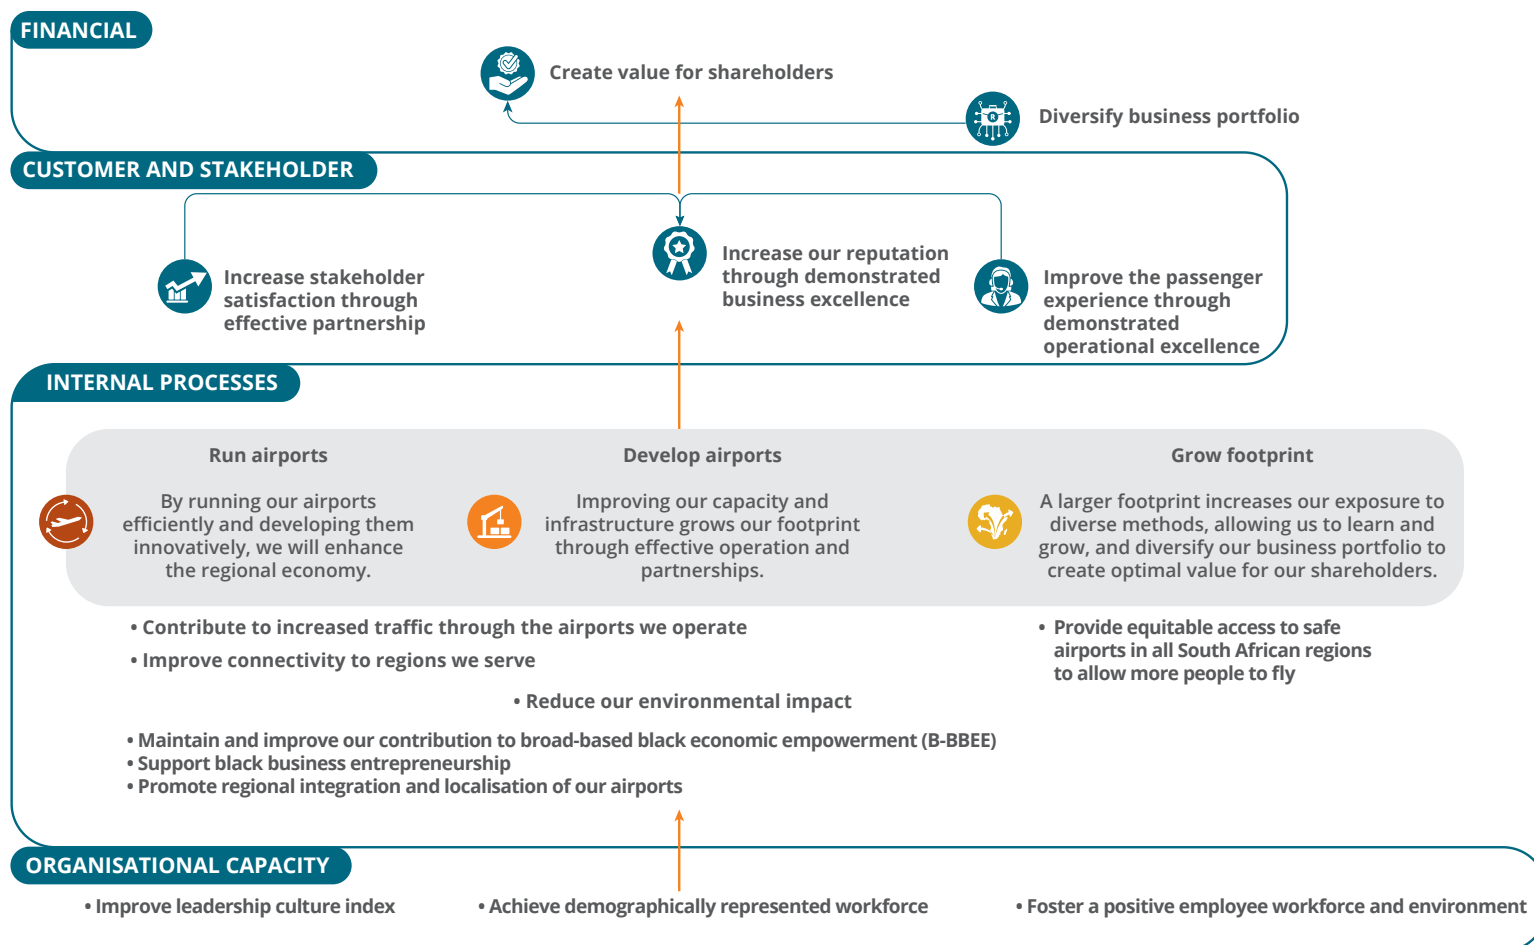 FINANCIAL
Create value for shareholders
Diversify business portfolio
CUSTOMER AND STAKEHOLDER
Increase stakeholder
satisfaction through
effective partnership
Increase our reputation
through demonstrated
business excellence
Improve the passenger
experience through
demonstrated
operational excellence
INTERNAL PROCESSES
Run airports
By running our airports
efficiently and developing them
innovatively, we will enhance
the regional economy.
Develop airports
Improving our capacity and
infrastructure grows our footprint
through effective operation and
partnerships.
Grow footprint
A larger footprint increases our exposure to
diverse methods, allowing us to learn and
grow, and diversify our business portfolio to
create optimal value for our shareholders.
• Contribute to increased traffic through the airports we operate
• Improve connectivity to regions we serve
• Provide equitable access to safe
airports in all South African regions
to allow more people to fly
• Reduce our environmental impact
• Maintain and improve our contribution to broad-based black economic empowerment (B-BBEE)
• Support black business entrepreneurship
• Promote regional integration and localisation of our airports
ORGANISATIONAL CAPACITY
• Improve leadership culture index
• Achieve demographically represented workforce
• Foster a positive employee workforce and environment